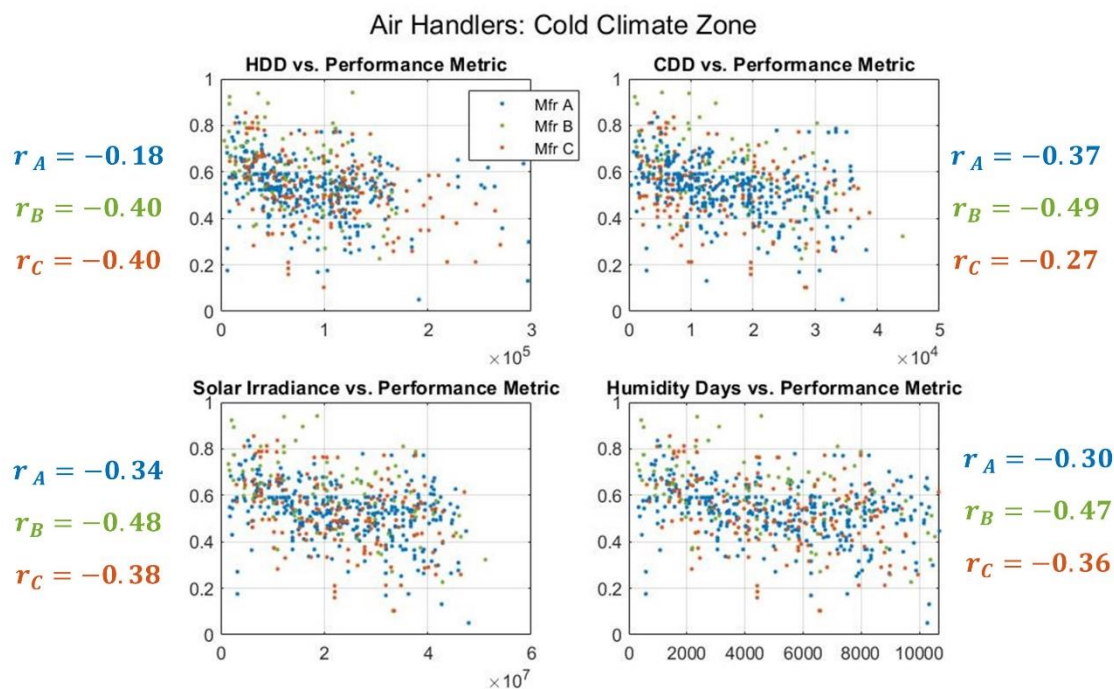 Air Handlers: Cold Climate Zone
HDD vs. Performance Metric
1
0.8
0.6
0.4
0.2
0
0
1
2
3
×10⁵
Mfr A
Mfr B
Mfr C
r_A = −0.18
r_B = −0.40
r_C = −0.40
CDD vs. Performance Metric
1
0.8
0.6
0.4
0.2
0
0
1
2
3
4
5
×10⁴
r_A = −0.37
r_B = −0.49
r_C = −0.27
Solar Irradiance vs. Performance Metric
1
0.8
0.6
0.4
0.2
0
0
2
4
6
×10⁷
r_A = −0.34
r_B = −0.48
r_C = −0.38
Humidity Days vs. Performance Metric
1
0.8
0.6
0.4
0.2
0
0
2000
4000
6000
8000
10000
r_A = −0.30
r_B = −0.47
r_C = −0.36